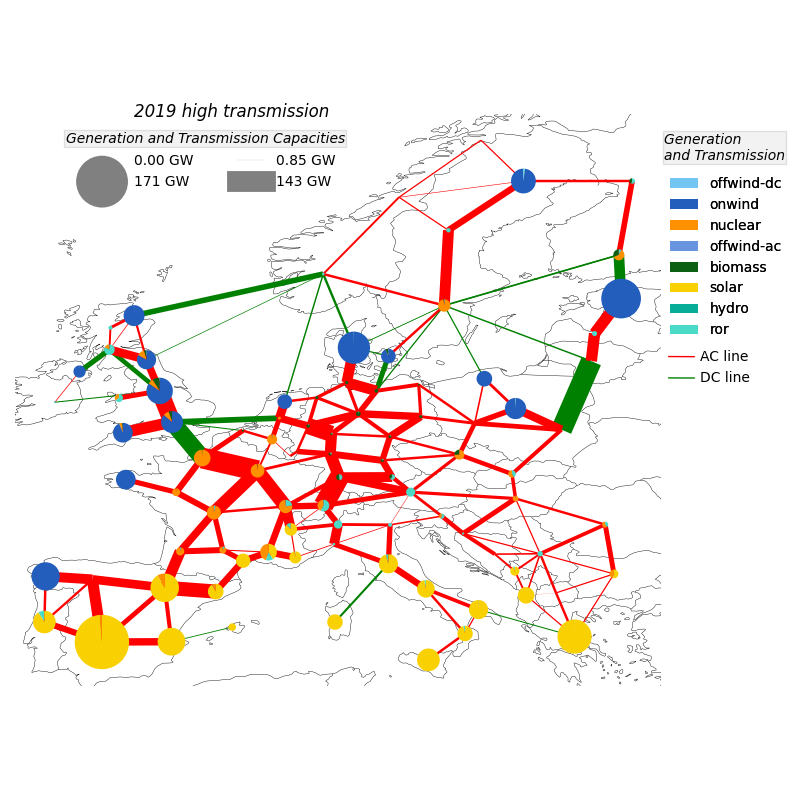 2019 high transmission
Generation and Transmission Capacities
0.00 GW
0.85 GW
171 GW
143 GW
Generation
and Transmission
offwind-dc
onwind
nuclear
offwind-ac
biomass
solar
hydro
ror
AC line
DC line